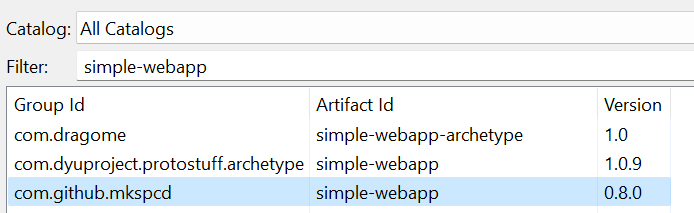 Catalog: All Catalogs
Filter: simple-webapp
Group Id Artifact Id Version
com.dragome simple-webapp-archetype 1.0
com.dyuproject.protostuff.archetype simple-webapp 1.0.9
com.github.mkspcd simple-webapp 0.8.0